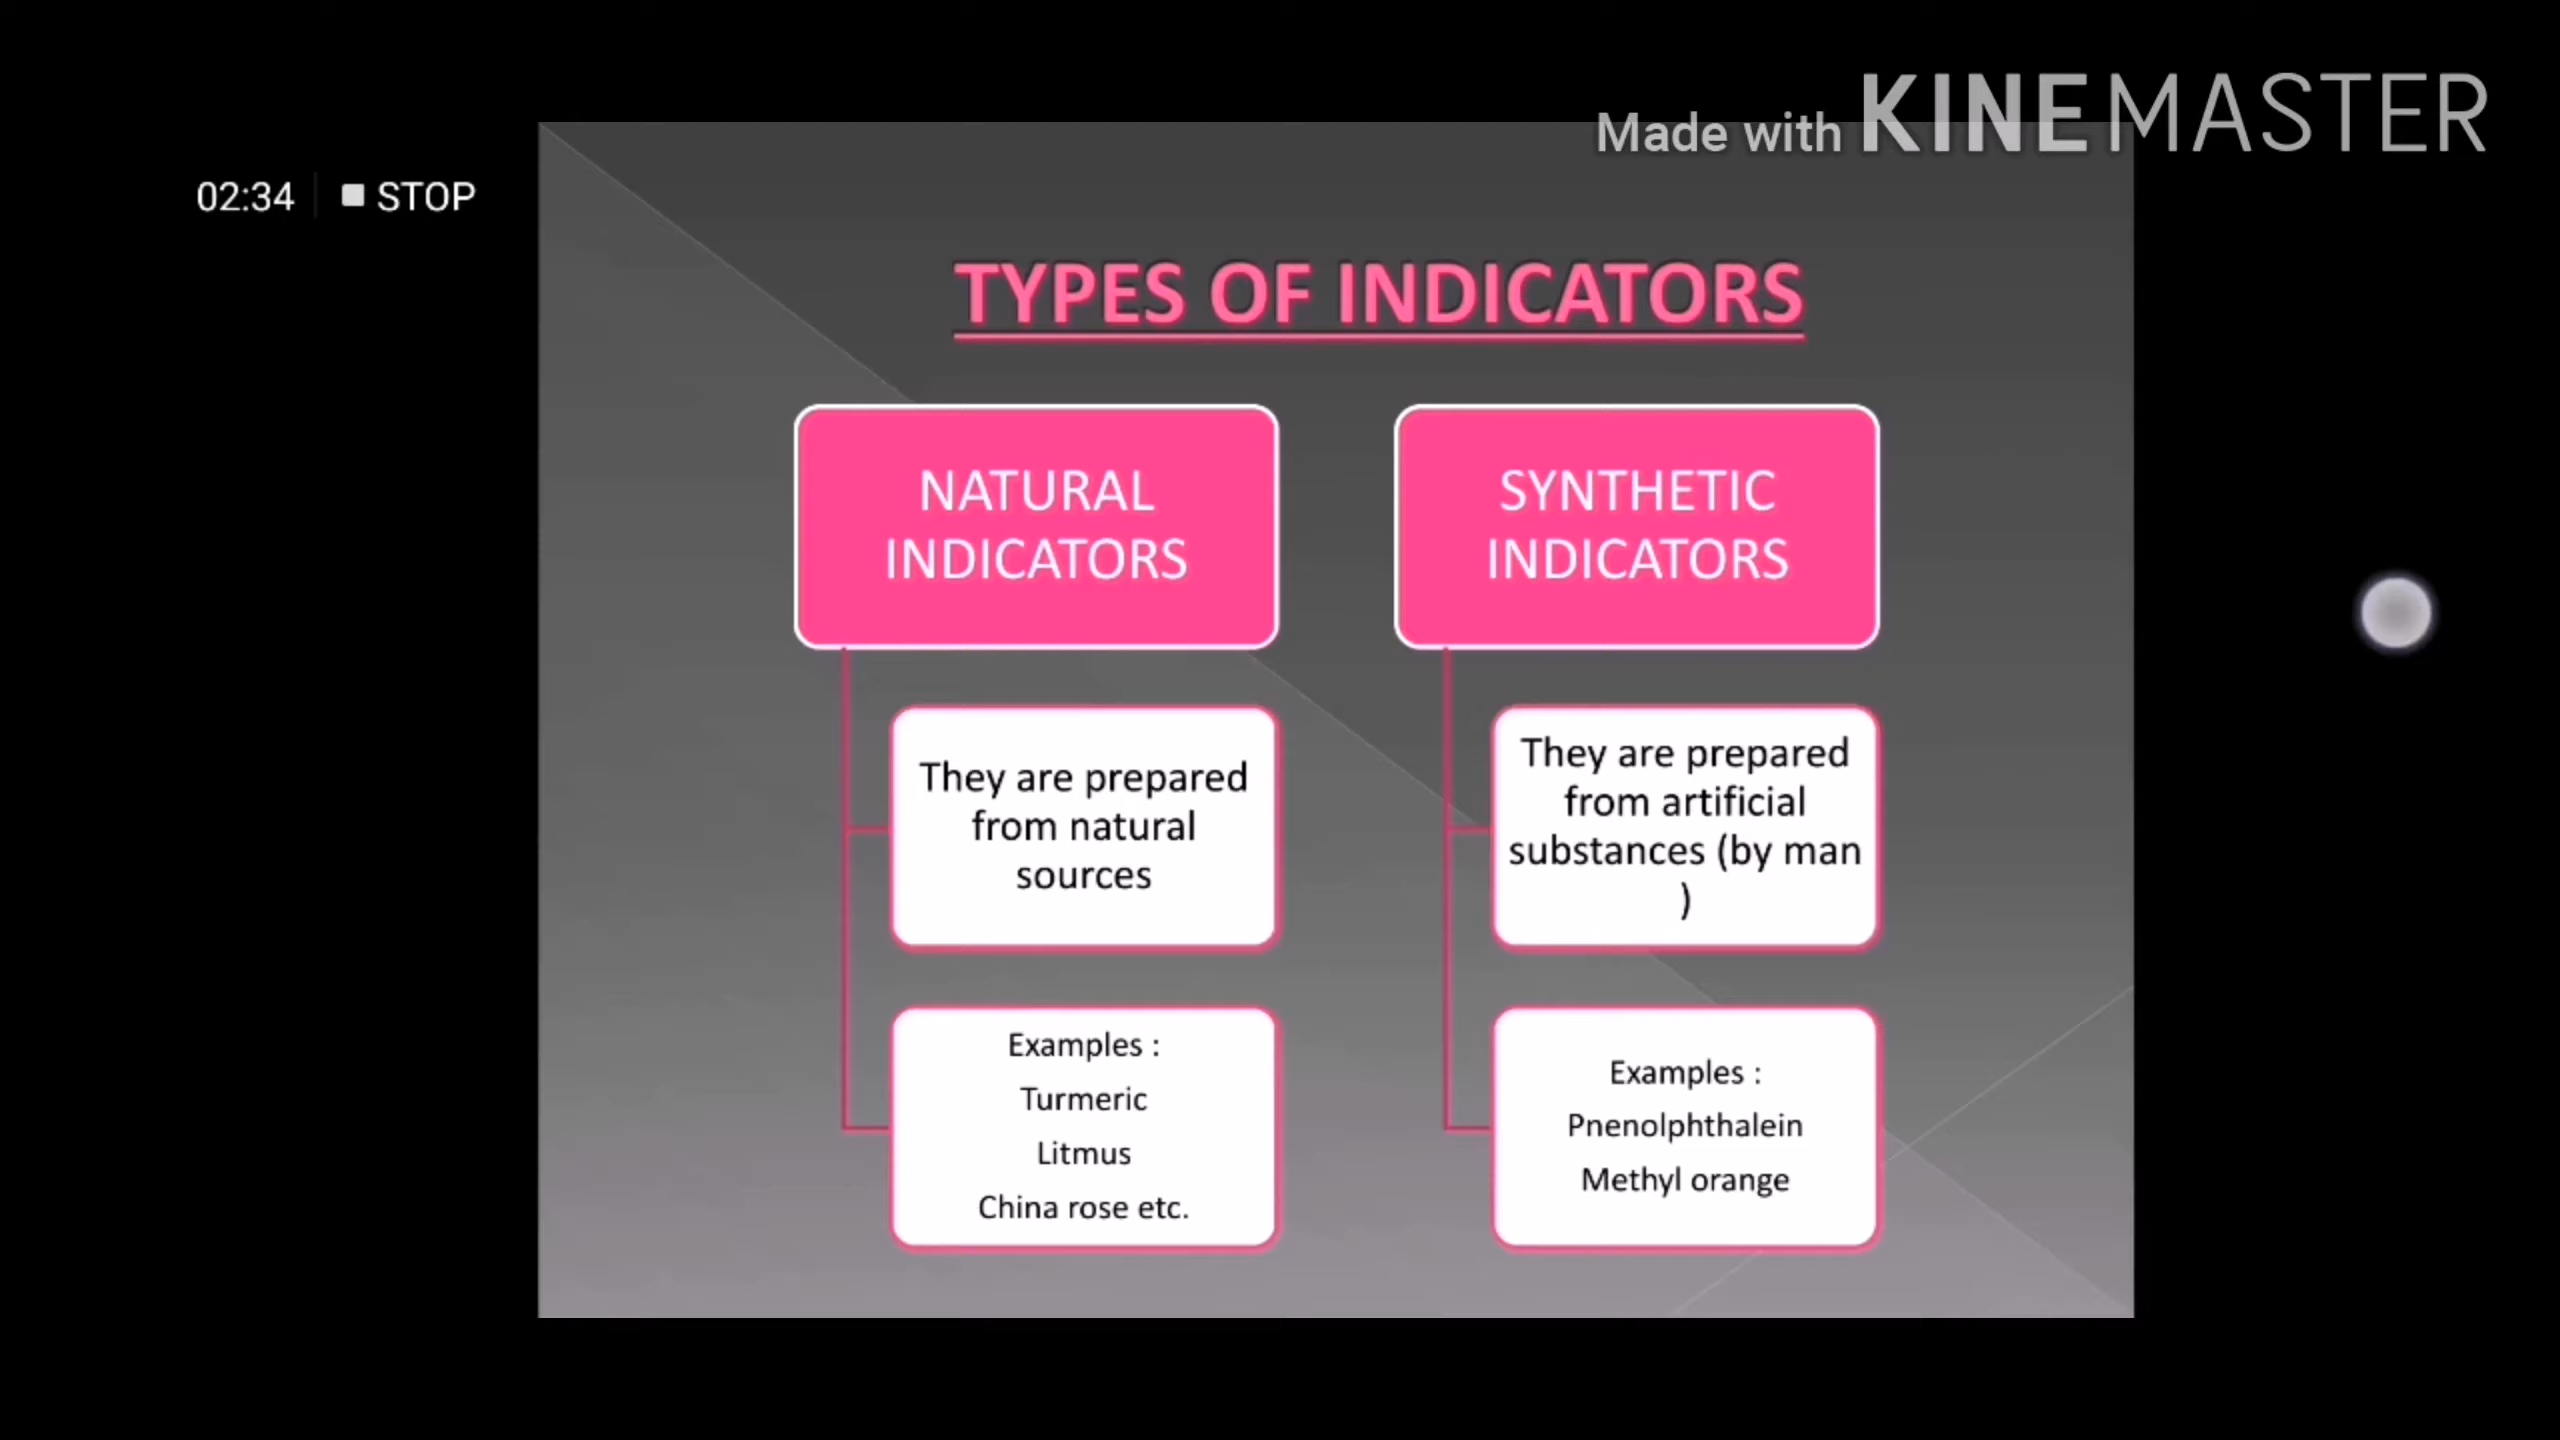 Made with KINEMASTER
02:34 STOP
TYPES OF INDICATORS
NATURAL
INDICATORS
They are prepared
from natural
sources
Examples :
Turmeric
Litmus
China rose etc.
SYNTHETIC
INDICATORS
They are prepared
from artificial
substances (by man
)
Examples :
Pnenolphthalein
Methyl orange